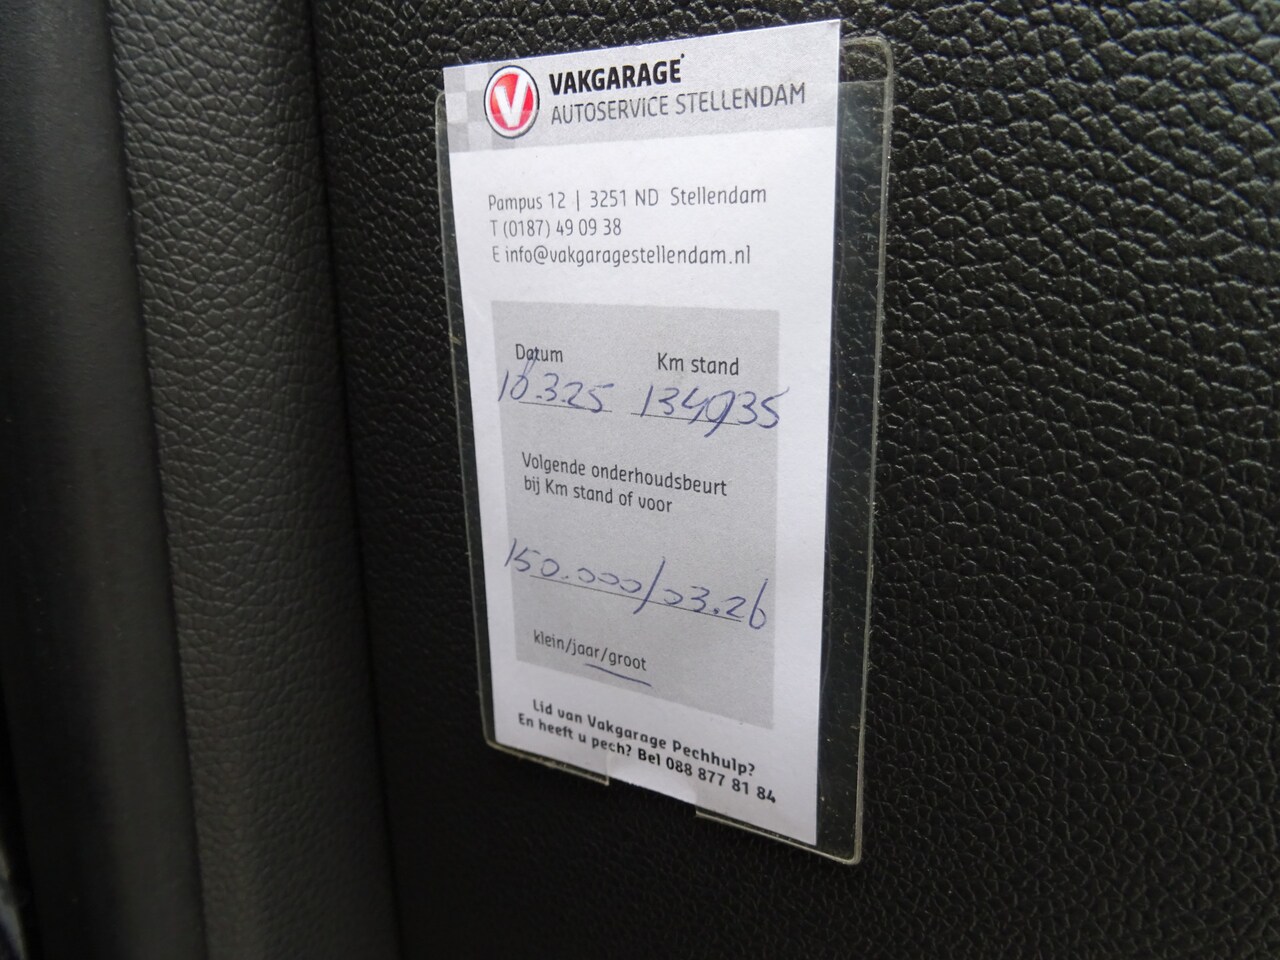 VAKGARAGE
AUTOSERVICE STELLENDAM
Pampus 12 | 3251 ND Stellendam
T (0187) 49 09 38
E info@vakgaragestellendam.nl
Datum Km stand
18.3.25 134935
Volgende onderhoudsbeurt
bij Km stand of voor
150.000/03.26
klein/jaar/groot
Lid van Vakgarage Pechhulp?
En heeft u pech? Bel 088 877 81 84